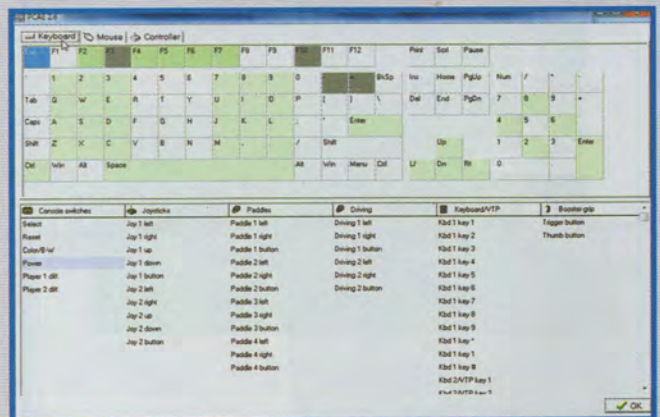 PCAE 2.6
Keyboard Mouse Controller
Esc F1 F2 F3 F4 F5 F6 F7 F8 F9 F10 F11 F12 Print Scrl Pause
` 1 2 3 4 5 6 7 8 9 0 - = BkSp Ins Home PgUp Num / * -
Tab Q W E R T Y U I O P [ ] \ Del End PgDn 7 8 9 +
Caps A S D F G H J K L ; ' Enter 4 5 6
Shift Z X C V B N M , . / Shift Up 1 2 3 Enter
Ctrl Win Alt Space Alt Win Menu Ctrl Lf Dn Rt 0 .
Console switches Joysticks Paddles Driving Keyboard/VTP Booster-grip
Select Joy 1 left Paddle 1 left Driving 1 left Kbd 1 key 1 Trigger button
Reset Joy 1 right Paddle 1 right Driving 1 right Kbd 1 key 2 Thumb button
Color/B/W Joy 1 up Paddle 1 button Driving 1 button Kbd 1 key 3
Power Joy 1 down Paddle 2 left Driving 2 left Kbd 1 key 4
Player 1 diff. Joy 1 button Paddle 2 right Driving 2 right Kbd 1 key 5
Player 2 diff. Joy 2 left Paddle 2 button Driving 2 button Kbd 1 key 6
Joy 2 right Paddle 3 left Kbd 1 key 7
Joy 2 up Paddle 3 right Kbd 1 key 8
Joy 2 down Paddle 3 button Kbd 1 key 9
Joy 2 button Paddle 4 left Kbd 1 key *
Paddle 4 right Kbd 1 key 1
Paddle 4 button Kbd 1 key #
Kbd 2/VTP key 1
Kbd 2/VTP key 2
OK